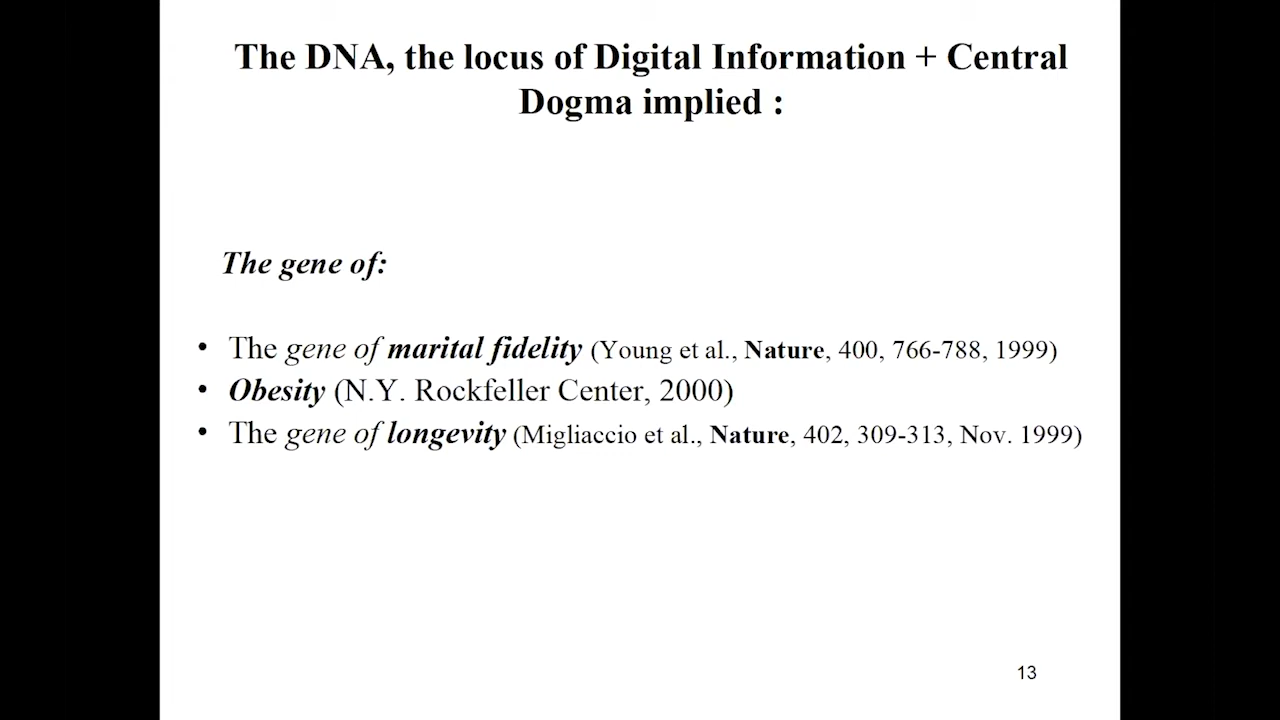 The DNA, the locus of Digital Information + Central
Dogma implied :
The gene of:
• The gene of marital fidelity (Young et al., Nature, 400, 766-788, 1999)
• Obesity (N.Y. Rockfeller Center, 2000)
• The gene of longevity (Migliaccio et al., Nature, 402, 309-313, Nov. 1999)
13